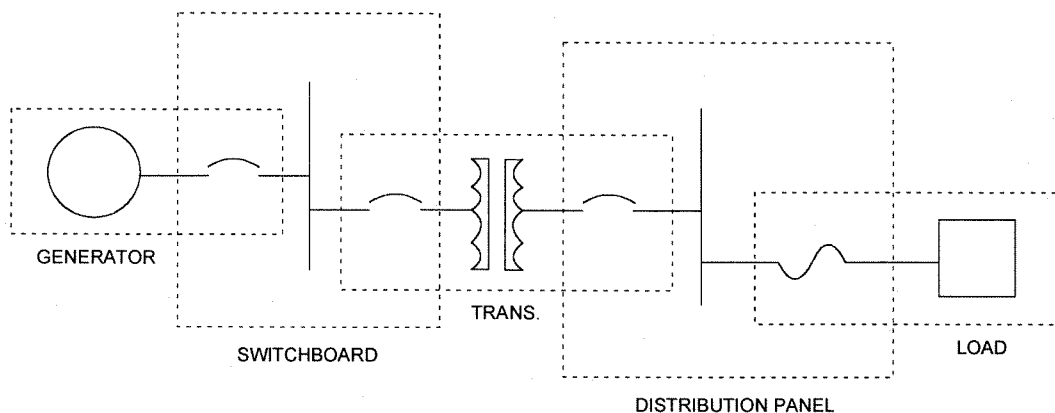 GENERATOR
SWITCHBOARD
TRANS.
DISTRIBUTION PANEL
LOAD